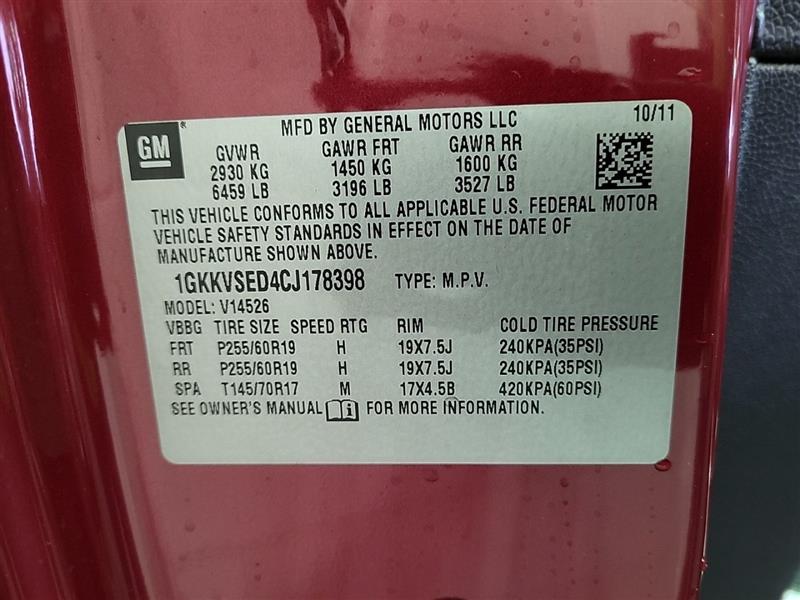 GM
MFD BY GENERAL MOTORS LLC 10/11
GVWR GAWR FRT GAWR RR
2930 KG 1450 KG 1600 KG
6459 LB 3196 LB 3527 LB
THIS VEHICLE CONFORMS TO ALL APPLICABLE U.S. FEDERAL MOTOR
VEHICLE SAFETY STANDARDS IN EFFECT ON THE DATE OF
MANUFACTURE SHOWN ABOVE.
1GKKVSED4CJ178398 TYPE: M.P.V.
MODEL: V14526
VBBG TIRE SIZE SPEED RTG RIM COLD TIRE PRESSURE
FRT P255/60R19 H 19X7.5J 240KPA(35PSI)
RR P255/60R19 H 19X7.5J 240KPA(35PSI)
SPA T145/70R17 M 17X4.5B 420KPA(60PSI)
SEE OWNER'S MANUAL FOR MORE INFORMATION.